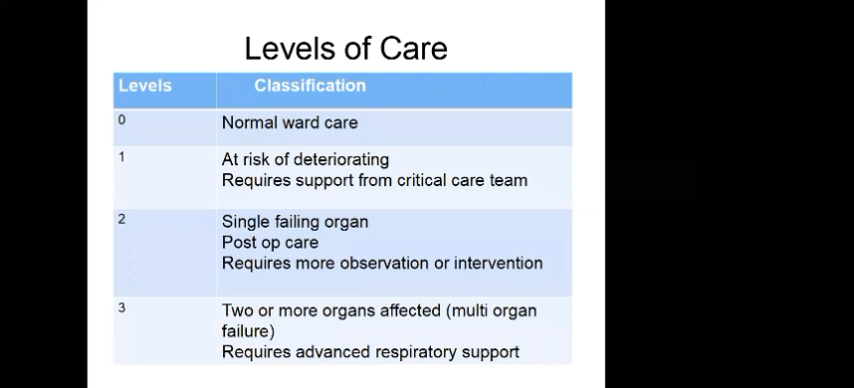 Levels of Care
Levels Classification
0 Normal ward care
1 At risk of deteriorating
Requires support from critical care team
2 Single failing organ
Post op care
Requires more observation or intervention
3 Two or more organs affected (multi organ
failure)
Requires advanced respiratory support